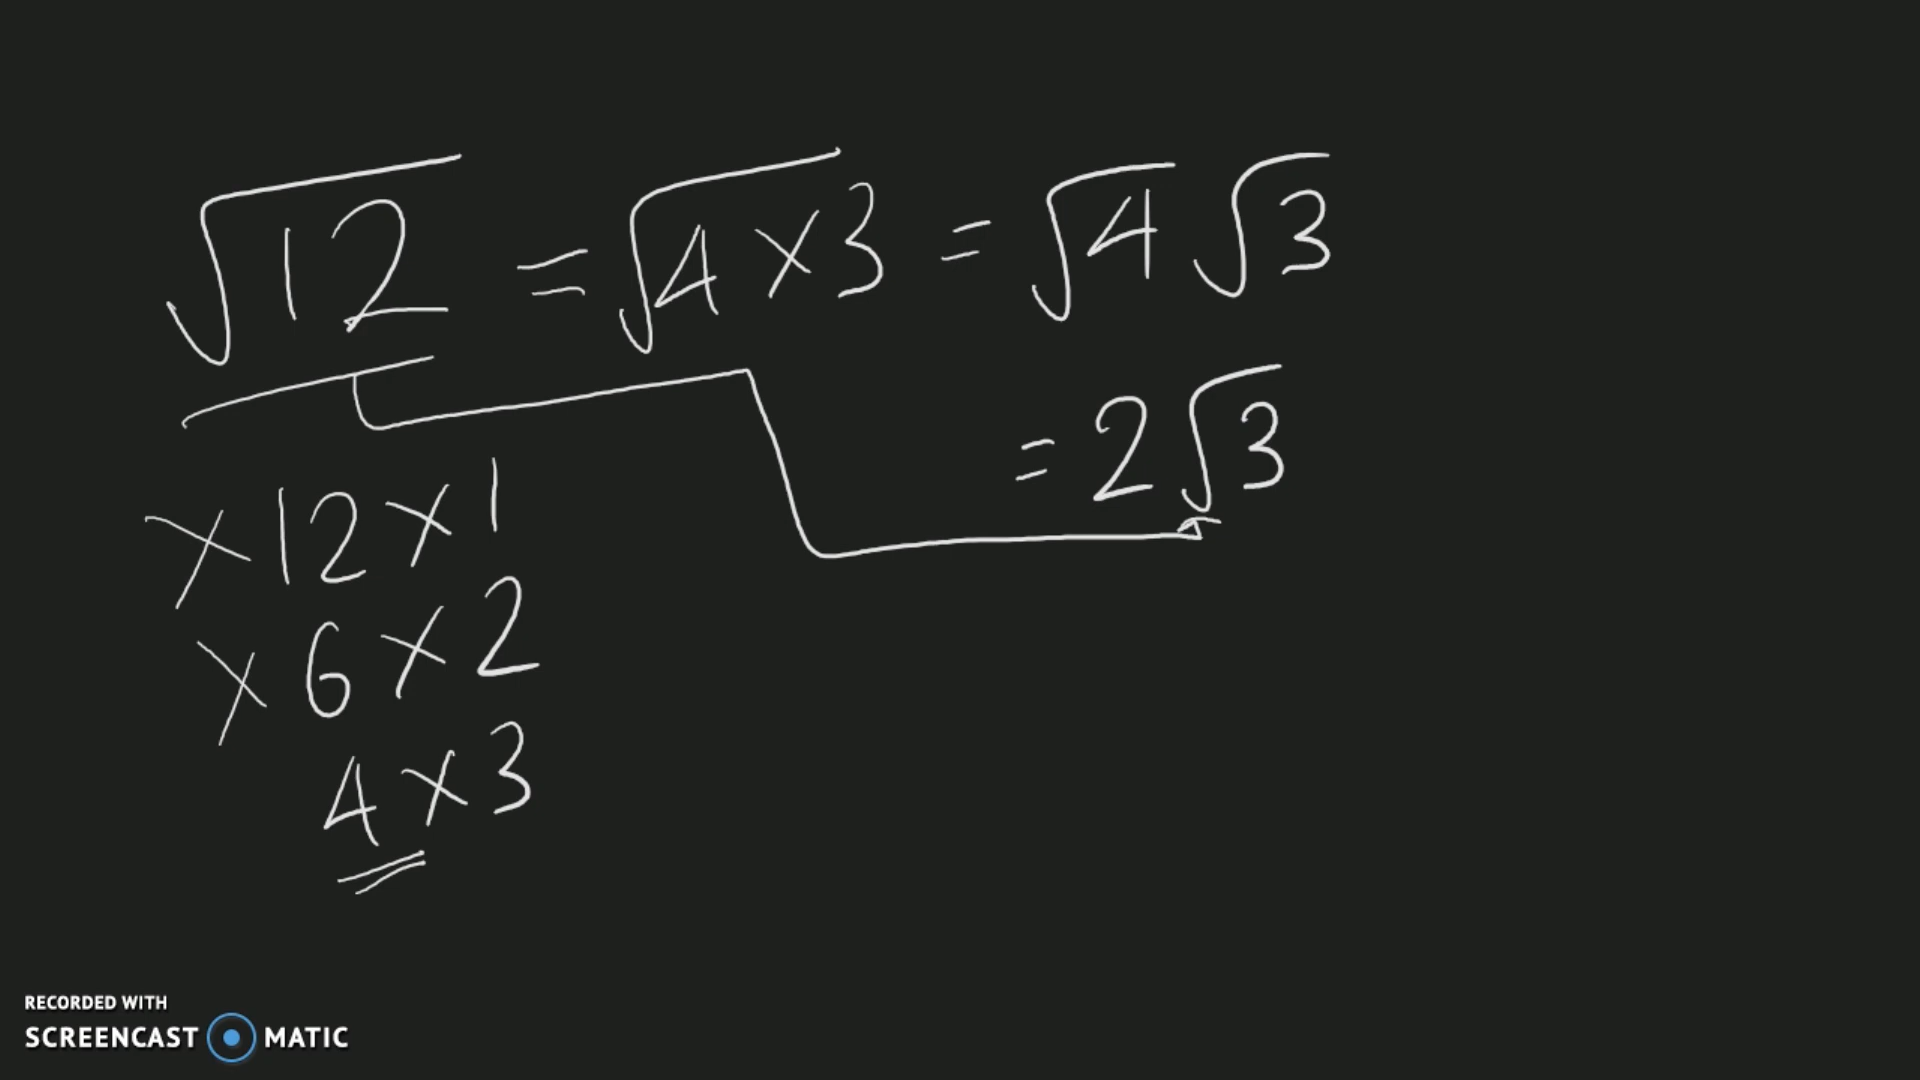 √12 = √4×3 = √4 √3
= 2√3
× 12 × 1
× 6 × 2
4 × 3
RECORDED WITH
SCREENCAST MATIC